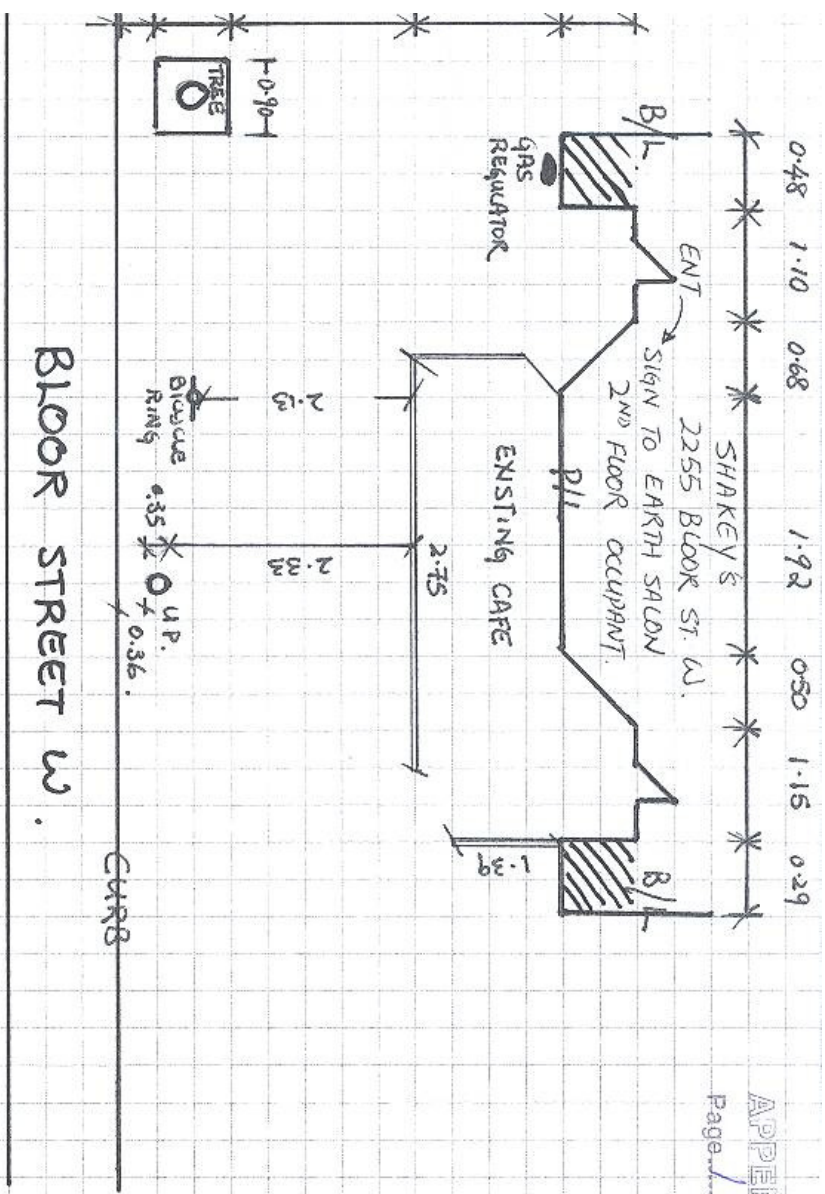 0.48 1.10 0.68 1.92 0.50 1.15 0.29
APPE
Page
SHAKEY'S
2255 BLOOR ST. W.
ENT
SIGN TO EARTH SALON
2ND FLOOR OCCUPANT.
B/L
B/L
P/L
GAS
REGULATOR
EXISTING CAFE
1.39
2.75
2.13
2.33
0.90
TREE
BICYCLE
RING
0.35
U.P.
0.36
CURB
BLOOR STREET W.